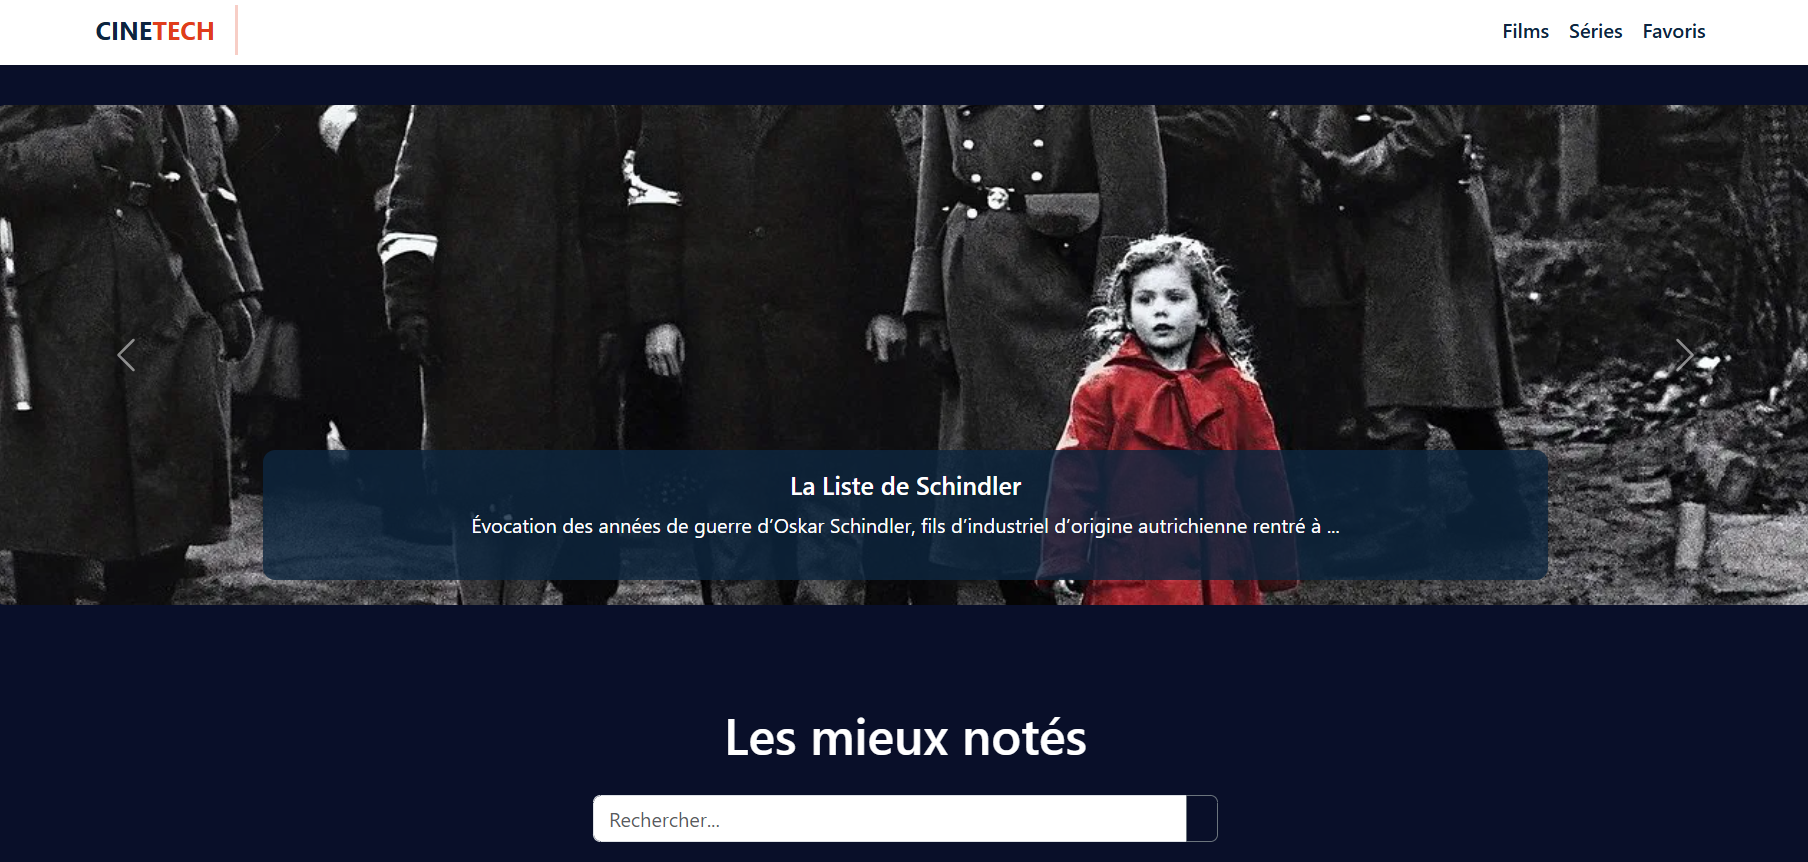 CINETECH
Films Séries Favoris
La Liste de Schindler
Évocation des années de guerre d’Oskar Schindler, fils d’industriel d’origine autrichienne rentré à ...
Les mieux notés
Rechercher...